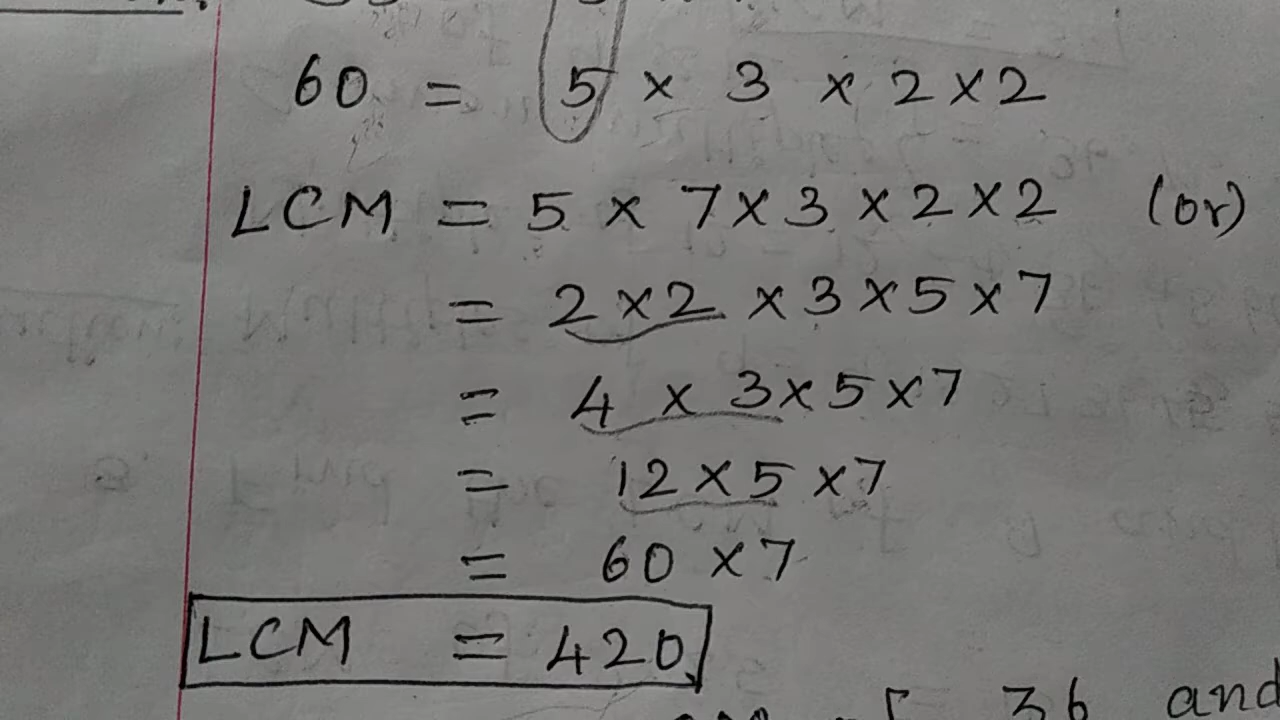 60 = 5 × 3 × 2 × 2
LCM = 5 × 7 × 3 × 2 × 2 (or)
= 2 × 2 × 3 × 5 × 7
= 4 × 3 × 5 × 7
= 12 × 5 × 7
= 60 × 7
LCM = 420
36 and